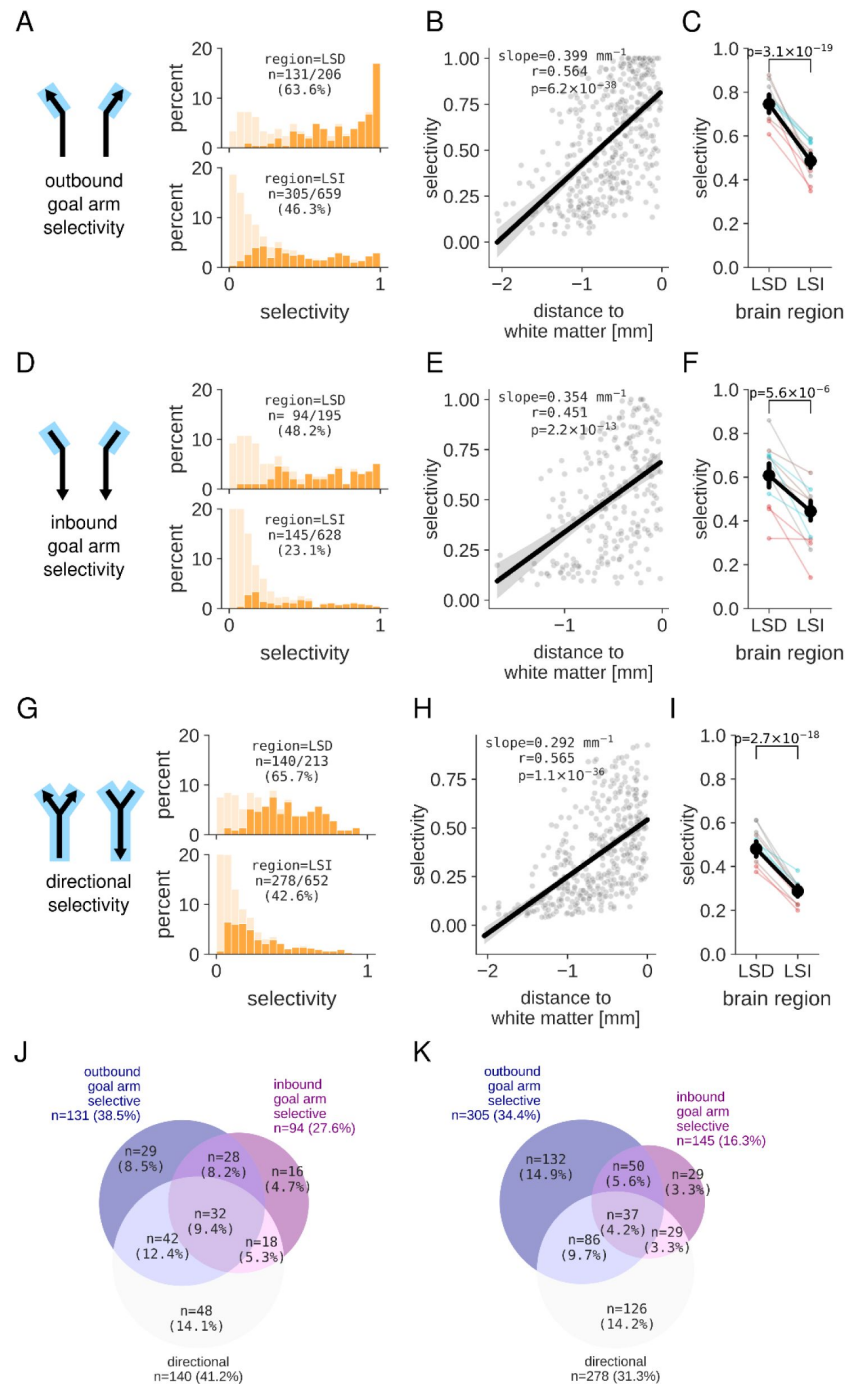 A
outbound
goal arm
selectivity
20
10
0
percent
region=LSD
n=131/206
(63.6%)
20
10
0
percent
region=LSI
n=305/659
(46.3%)
0
1
selectivity
B
slope=0.399 mm⁻¹
r=0.564
p=6.2×10⁻³⁸
1.00
0.75
0.50
0.25
0.00
selectivity
−2
−1
0
distance to
white matter [mm]
C
p=3.1×10⁻¹⁹
1.0
0.8
0.6
0.4
0.2
0.0
selectivity
LSD
LSI
brain region
D
inbound
goal arm
selectivity
20
10
0
percent
region=LSD
n= 94/195
(48.2%)
20
10
0
percent
region=LSI
n=145/628
(23.1%)
0
1
selectivity
E
slope=0.354 mm⁻¹
r=0.451
p=2.2×10⁻¹³
1.00
0.75
0.50
0.25
0.00
selectivity
−1
0
distance to
white matter [mm]
F
p=5.6×10⁻⁶
1.0
0.8
0.6
0.4
0.2
0.0
selectivity
LSD
LSI
brain region
G
directional
selectivity
20
10
0
percent
region=LSD
n=140/213
(65.7%)
20
10
0
percent
region=LSI
n=278/652
(42.6%)
0
1
selectivity
H
slope=0.292 mm⁻¹
r=0.565
p=1.1×10⁻³⁶
1.00
0.75
0.50
0.25
0.00
selectivity
−2
−1
0
distance to
white matter [mm]
I
p=2.7×10⁻¹⁸
1.0
0.8
0.6
0.4
0.2
0.0
selectivity
LSD
LSI
brain region
J
outbound
goal arm
selective
n=131 (38.5%)
inbound
goal arm
selective
n=94 (27.6%)
n=29
(8.5%)
n=28
(8.2%)
n=16
(4.7%)
n=32
(9.4%)
n=42
(12.4%)
n=18
(5.3%)
n=48
(14.1%)
directional
n=140 (41.2%)
K
outbound
goal arm
selective
n=305 (34.4%)
inbound
goal arm
selective
n=145 (16.3%)
n=132
(14.9%)
n=50
(5.6%)
n=29
(3.3%)
n=37
(4.2%)
n=86
(9.7%)
n=29
(3.3%)
n=126
(14.2%)
directional
n=278 (31.3%)